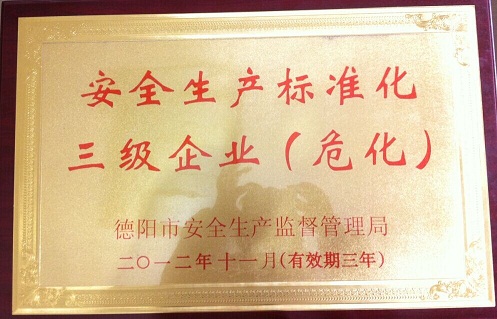 安全生产标准化
三级企业（危化）
德阳市安全生产监督管理局
二〇一二年十一月(有效期三年)